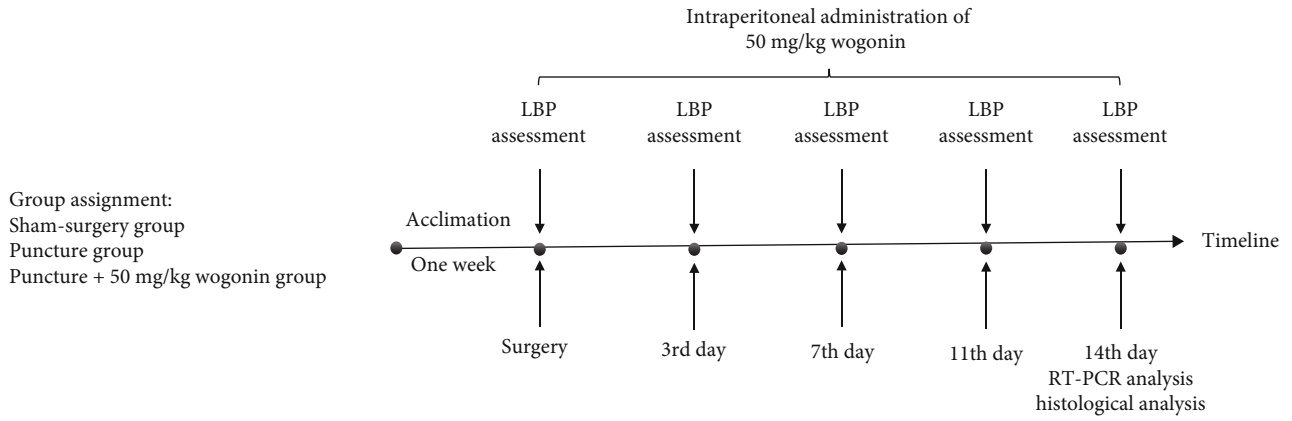 Intraperitoneal administration of
50 mg/kg wogonin
LBP
assessment
LBP
assessment
LBP
assessment
LBP
assessment
LBP
assessment
Group assignment:
Sham-surgery group
Puncture group
Puncture + 50 mg/kg wogonin group
Acclimation
One week
Timeline
Surgery
3rd day
7th day
11th day
14th day
RT-PCR analysis
histological analysis